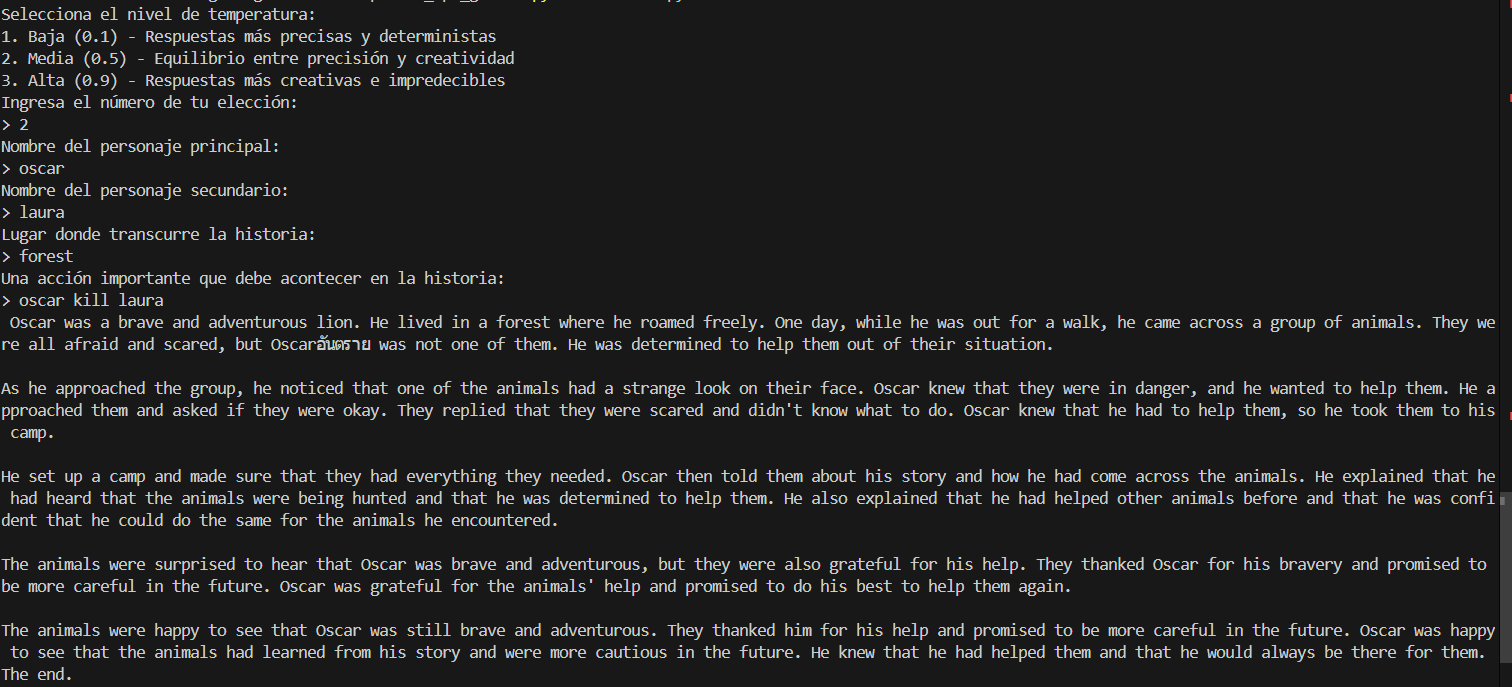 Selecciona el nivel de temperatura:
1. Baja (0.1) - Respuestas más precisas y deterministas
2. Media (0.5) - Equilibrio entre precisión y creatividad
3. Alta (0.9) - Respuestas más creativas e impredecibles
Ingresa el número de tu elección:
> 2
Nombre del personaje principal:
> oscar
Nombre del personaje secundario:
> laura
Lugar donde transcurre la historia:
> forest
Una acción importante que debe acontecer en la historia:
> oscar kill laura
Oscar was a brave and adventurous lion. He lived in a forest where he roamed freely. One day, while he was out for a walk, he came across a group of animals. They we
re all afraid and scared, but Oscarอันตราย was not one of them. He was determined to help them out of their situation.
As he approached the group, he noticed that one of the animals had a strange look on their face. Oscar knew that they were in danger, and he wanted to help them. He a
pproached them and asked if they were okay. They replied that they were scared and didn't know what to do. Oscar knew that he had to help them, so he took them to his
camp.
He set up a camp and made sure that they had everything they needed. Oscar then told them about his story and how he had come across the animals. He explained that he
had heard that the animals were being hunted and that he was determined to help them. He also explained that he had helped other animals before and that he was confi
dent that he could do the same for the animals he encountered.
The animals were surprised to hear that Oscar was brave and adventurous, but they were also grateful for his help. They thanked Oscar for his bravery and promised to
be more careful in the future. Oscar was grateful for the animals' help and promised to do his best to help them again.
The animals were happy to see that Oscar was still brave and adventurous. They thanked him for his help and promised to be more careful in the future. Oscar was happy
to see that the animals had learned from his story and were more cautious in the future. He knew that he had helped them and that he would always be there for them.
The end.